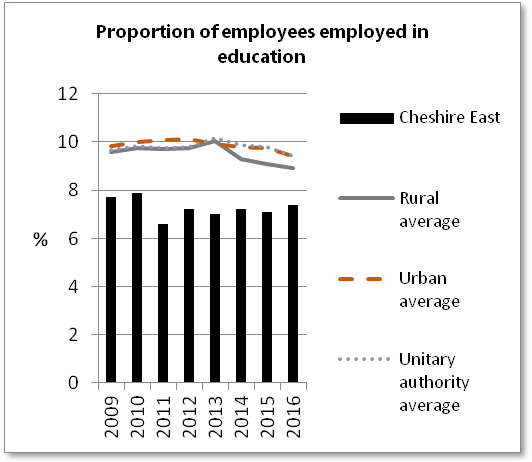 Proportion of employees employed in
education
12
10
8
6
4
2
0
%
2009
2010
2011
2012
2013
2014
2015
2016
Cheshire East
Rural
average
Urban
average
Unitary
authority
average